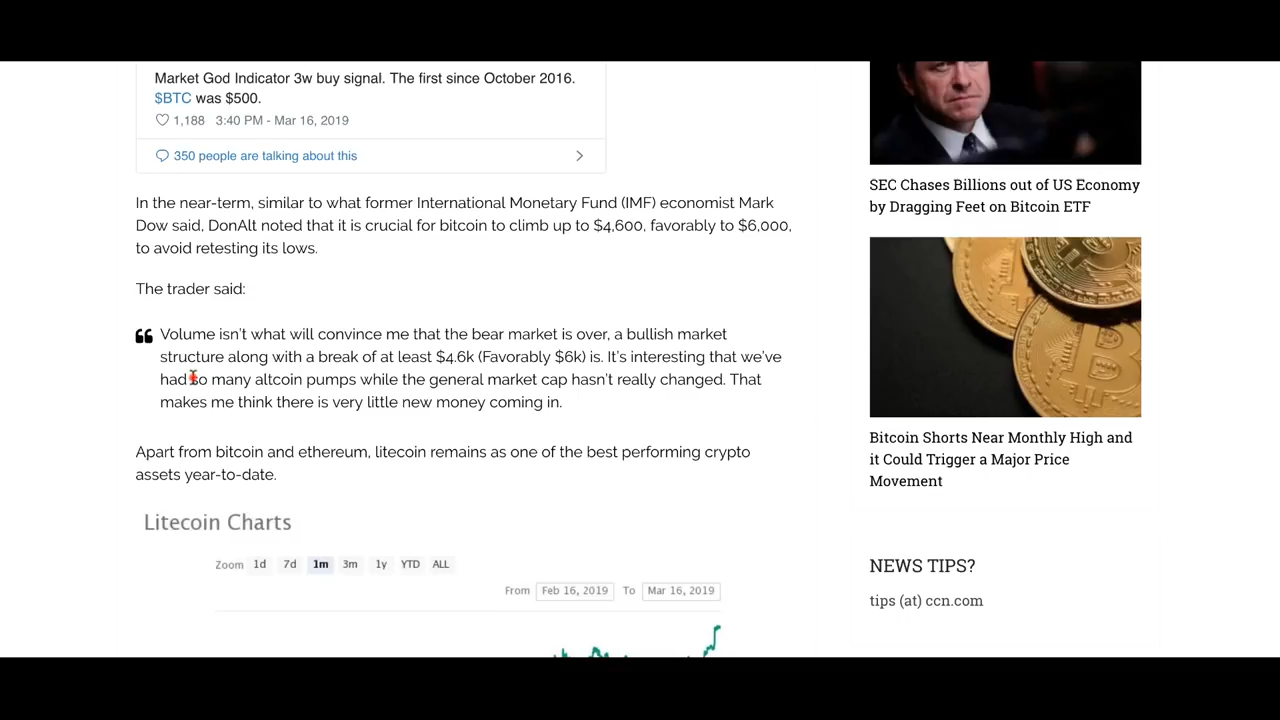 Market God Indicator 3w buy signal. The first since October 2016.
$BTC was $500.
1,188 3:40 PM - Mar 16, 2019
350 people are talking about this
In the near-term, similar to what former International Monetary Fund (IMF) economist Mark
Dow said, DonAlt noted that it is crucial for bitcoin to climb up to $4,600, favorably to $6,000,
to avoid retesting its lows.
The trader said:
Volume isn’t what will convince me that the bear market is over, a bullish market
structure along with a break of at least $4.6k (Favorably $6k) is. It’s interesting that we’ve
had so many altcoin pumps while the general market cap hasn’t really changed. That
makes me think there is very little new money coming in.
Apart from bitcoin and ethereum, litecoin remains as one of the best performing crypto
assets year-to-date.
Litecoin Charts
Zoom 1d 7d 1m 3m 1y YTD ALL
From Feb 16, 2019 To Mar 16, 2019
SEC Chases Billions out of US Economy
by Dragging Feet on Bitcoin ETF
Bitcoin Shorts Near Monthly High and
it Could Trigger a Major Price
Movement
NEWS TIPS?
tips (at) ccn.com